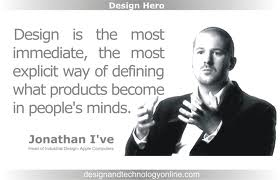 Design Hero
Design is the most
immediate, the most
explicit way of defining
what products become
in people's minds.
Jonathan I've
Head of Industrial Design: Apple Computers
designandtechnologyonline.com